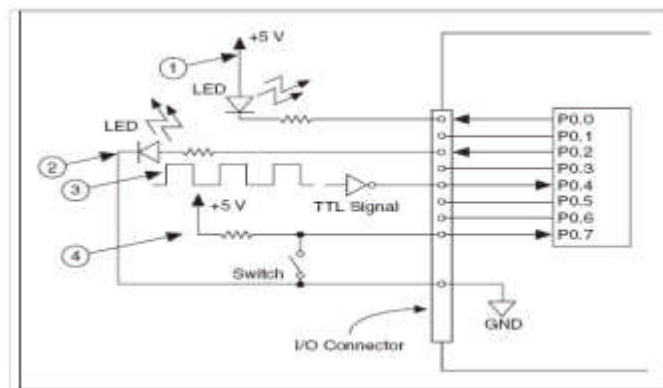 +5 V
1
LED
LED
P0.0
P0.1
2
P0.2
3
P0.3
P0.4
TTL Signal
+5 V
P0.5
P0.6
4
P0.7
Switch
GND
I/O Connector